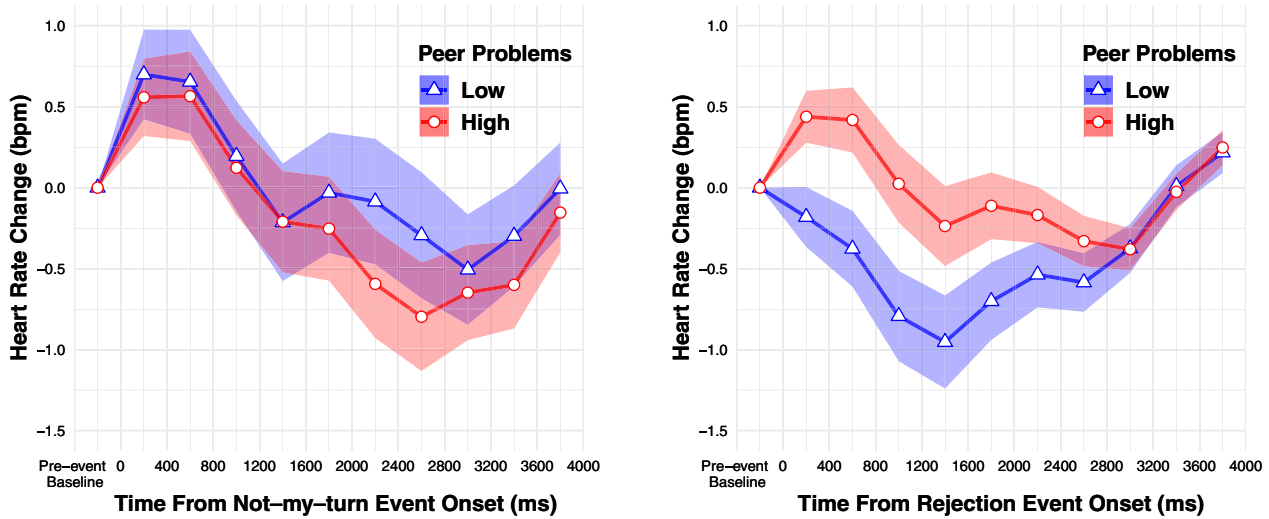 Heart Rate Change (bpm)
1.0
0.5
0.0
−0.5
−1.0
−1.5
Peer Problems
Low
High
Pre−event
Baseline
0 400 800 1200 1600 2000 2400 2800 3200 3600 4000
Time From Not−my−turn Event Onset (ms)
Heart Rate Change (bpm)
1.0
0.5
0.0
−0.5
−1.0
−1.5
Peer Problems
Low
High
Pre−event
Baseline
0 400 800 1200 1600 2000 2400 2800 3200 3600 4000
Time From Rejection Event Onset (ms)